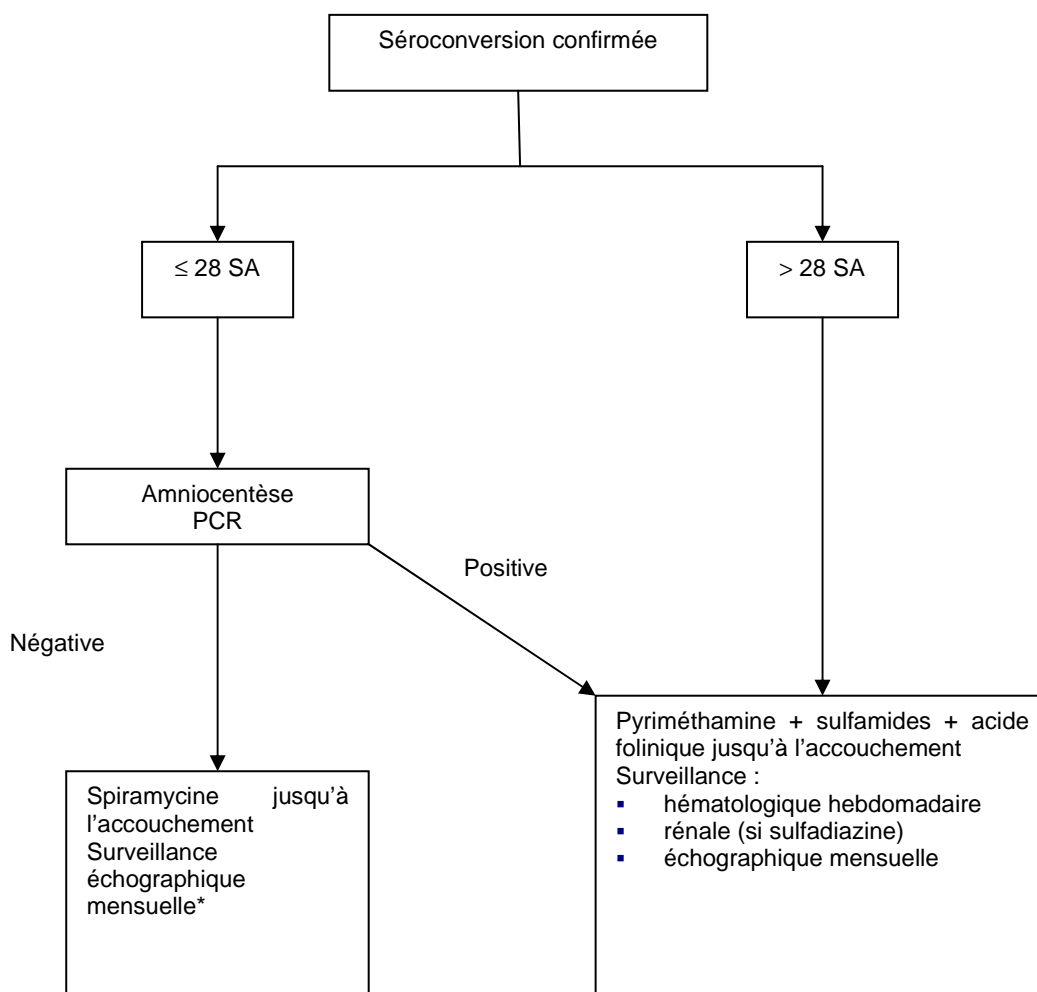 Séroconversion confirmée
≤ 28 SA
> 28 SA
Amniocentèse
PCR
Positive
Négative
Pyriméthamine + sulfamides + acide
folinique jusqu’à l’accouchement
Surveillance :
▪ hématologique hebdomadaire
▪ rénale (si sulfadiazine)
▪ échographique mensuelle
Spiramycine jusqu’à
l’accouchement
Surveillance
échographique
mensuelle*